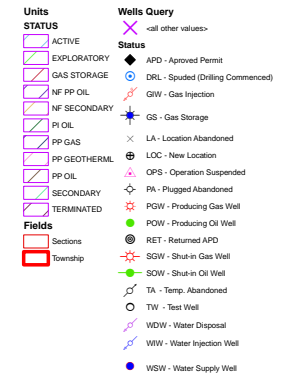 Units
STATUS
ACTIVE
EXPLORATORY
GAS STORAGE
NF PP OIL
NF SECONDARY
PI OIL
PP GAS
PP GEOTHERML
PP OIL
SECONDARY
TERMINATED
Fields
Sections
Township
Wells Query
<all other values>
Status
APD - Aproved Permit
DRL - Spuded (Drilling Commenced)
GIW - Gas Injection
GS - Gas Storage
LA - Location Abandoned
LOC - New Location
OPS - Operation Suspended
PA - Plugged Abandoned
PGW - Producing Gas Well
POW - Producing Oil Well
RET - Returned APD
SGW - Shut-in Gas Well
SOW - Shut-in Oil Well
TA - Temp. Abandoned
TW - Test Well
WDW - Water Disposal
WIW - Water Injection Well
WSW - Water Supply Well